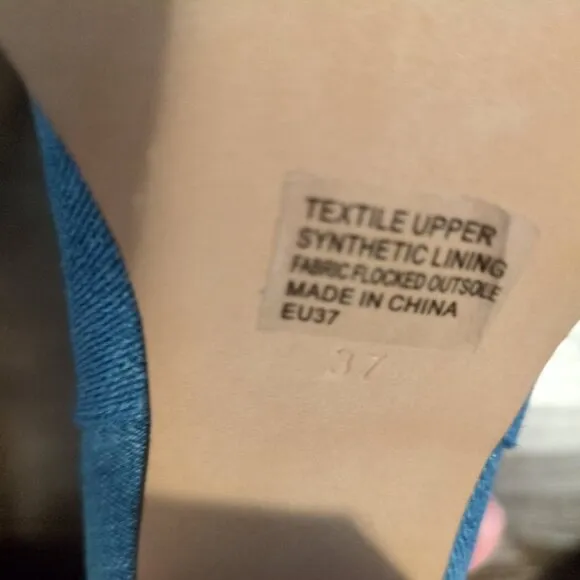 TEXTILE UPPER
SYNTHETIC LINING
FABRIC FLOCKED OUTSOLE
MADE IN CHINA
EU37
37